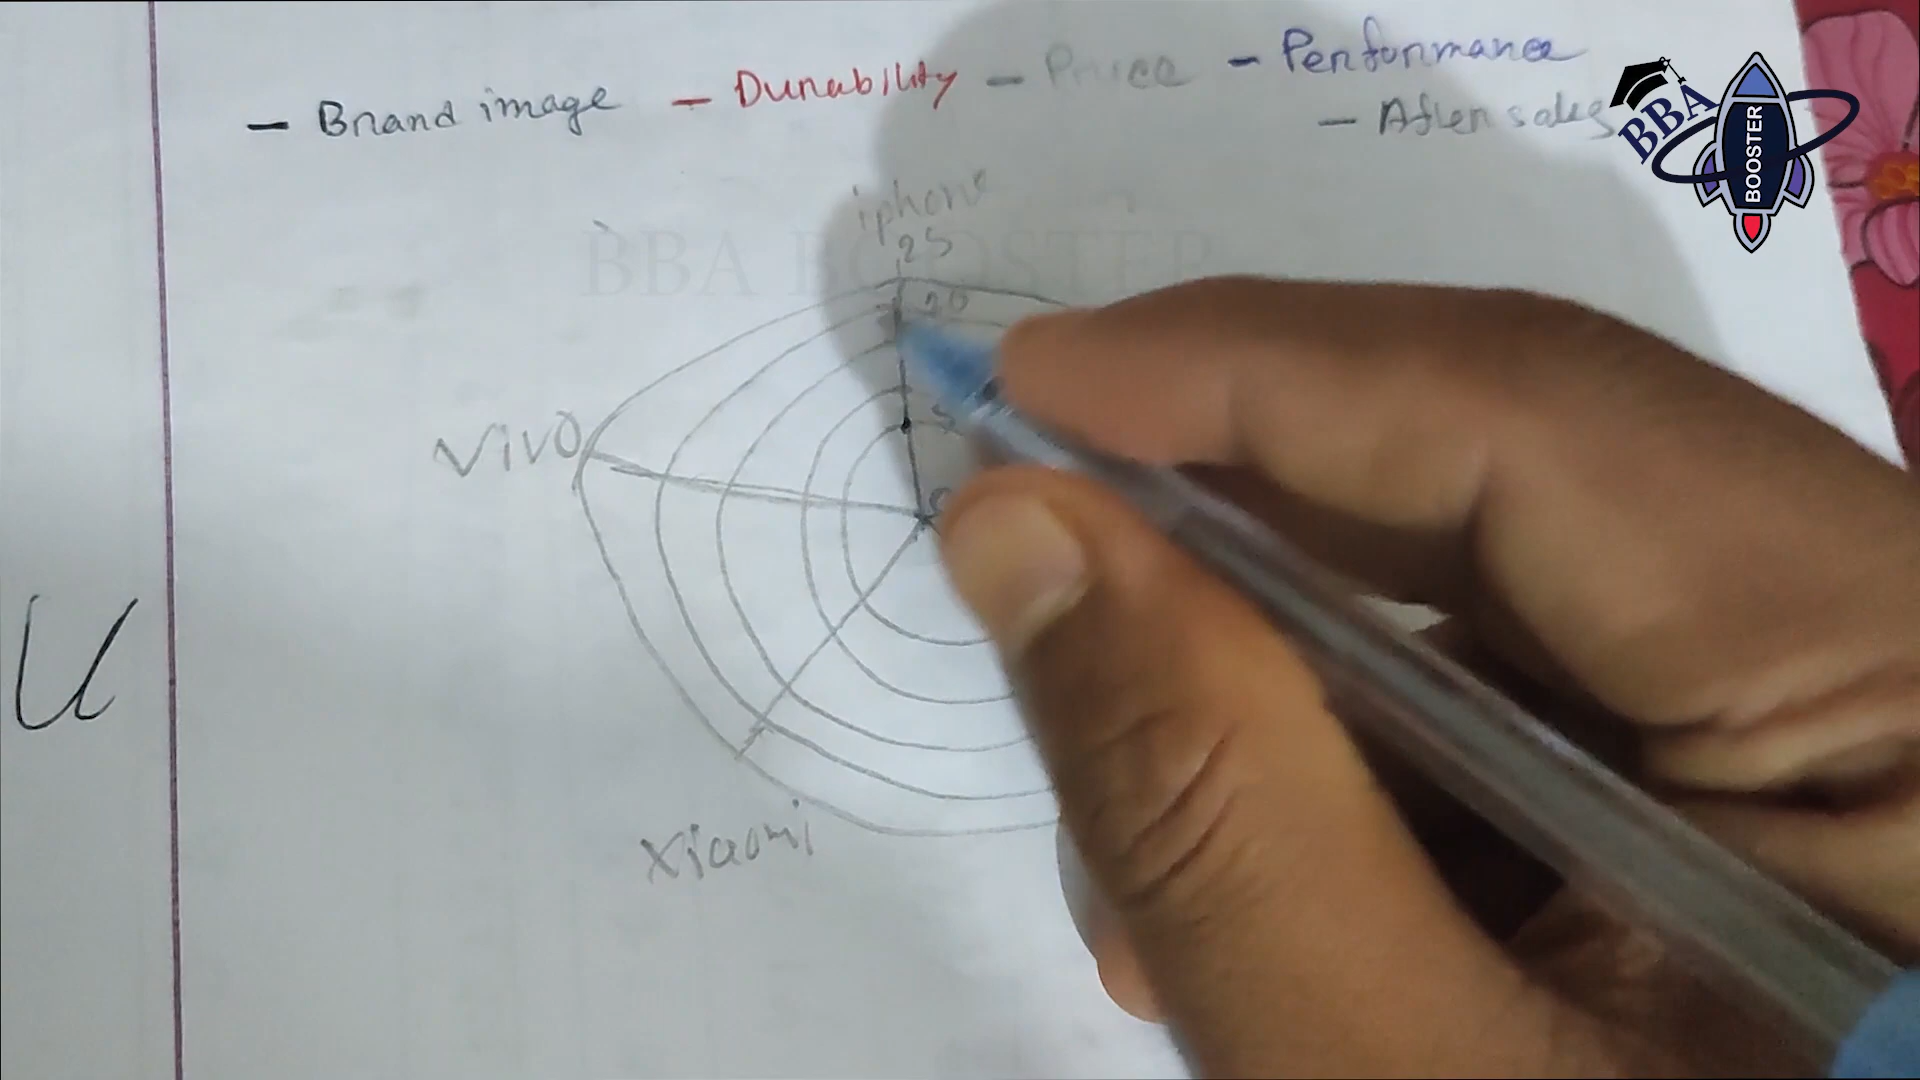 - Brand image - Durability - Price - Performance
- After sales
BBA
BOOSTER
iphone
BBA BOOSTER
25
20
5
0
Vivo
U
Xiaomi